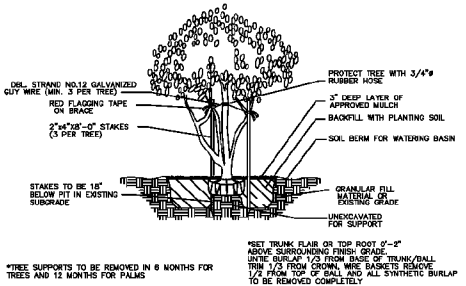 DBL. STRAND NO.12 GALVANIZED
GUY WIRE (MIN. 3 PER TREE)
RED FLAGGING TAPE
ON BRACE
2"x4"X8'-0" STAKES
(3 PER TREE)
STAKES TO BE 18"
BELOW PIT IN EXISTING
SUBGRADE
PROTECT TREE WITH 3/4"ø
RUBBER HOSE
3" DEEP LAYER OF
APPROVED MULCH
BACKFILL WITH PLANTING SOIL
SOIL BERM FOR WATERING BASIN
GRANULAR FILL
MATERIAL OR
EXISTING GRADE
UNEXCAVATED
FOR SUPPORT
*TREE SUPPORTS TO BE REMOVED IN 6 MONTHS FOR
TREES AND 12 MONTHS FOR PALMS
*SET TRUNK FLAIR OR TOP ROOT 0'-2"
ABOVE SURROUNDING FINISH GRADE.
UNTIE BURLAP 1/3 FROM BASE OF TRUNK/BALL
TRIM 1/3 FROM CROWN, WIRE BASKETS REMOVE
1/2 FROM TOP OF BALL AND ALL SYNTHETIC BURLAP
TO BE REMOVED COMPLETELY